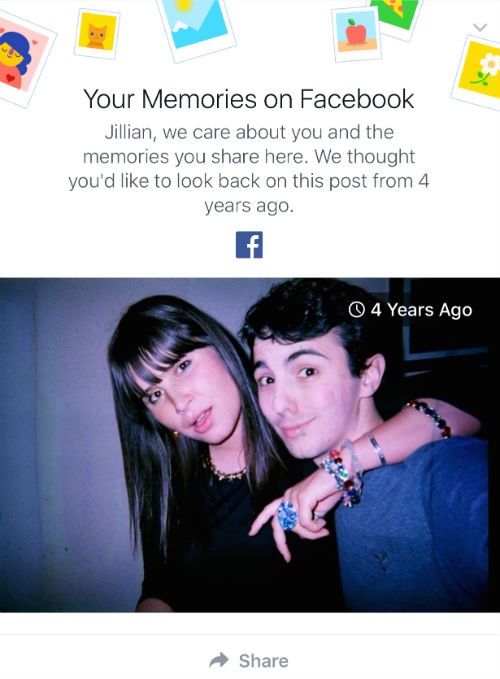 Your Memories on Facebook
Jillian, we care about you and the
memories you share here. We thought
you'd like to look back on this post from 4
years ago.
f
4 Years Ago
Share